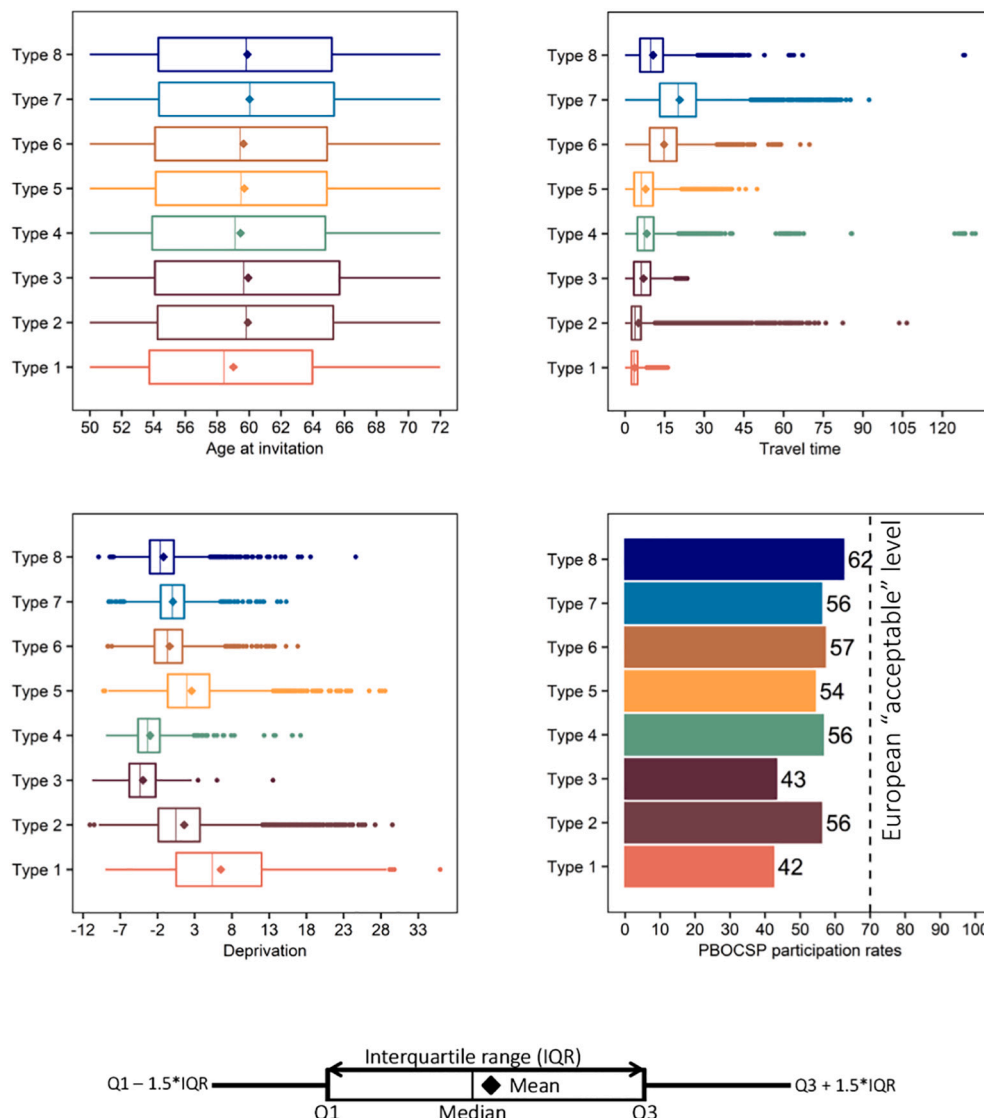 Type 8
Type 7
Type 6
Type 5
Type 4
Type 3
Type 2
Type 1
50 52 54 56 58 60 62 64 66 68 70 72
Age at invitation
Type 8
Type 7
Type 6
Type 5
Type 4
Type 3
Type 2
Type 1
0 15 30 45 60 75 90 105 120
Travel time
Type 8
Type 7
Type 6
Type 5
Type 4
Type 3
Type 2
Type 1
-12 -7 -2 3 8 13 18 23 28 33
Deprivation
Type 8 62
Type 7 56
Type 6 57
Type 5 54
Type 4 56
Type 3 43
Type 2 56
Type 1 42
European “acceptable” level
0 10 20 30 40 50 60 70 80 90 100
PBOCSP participation rates
Interquartile range (IQR)
Q1 – 1.5*IQR Mean Q3 + 1.5*IQR
Q1 Median Q3